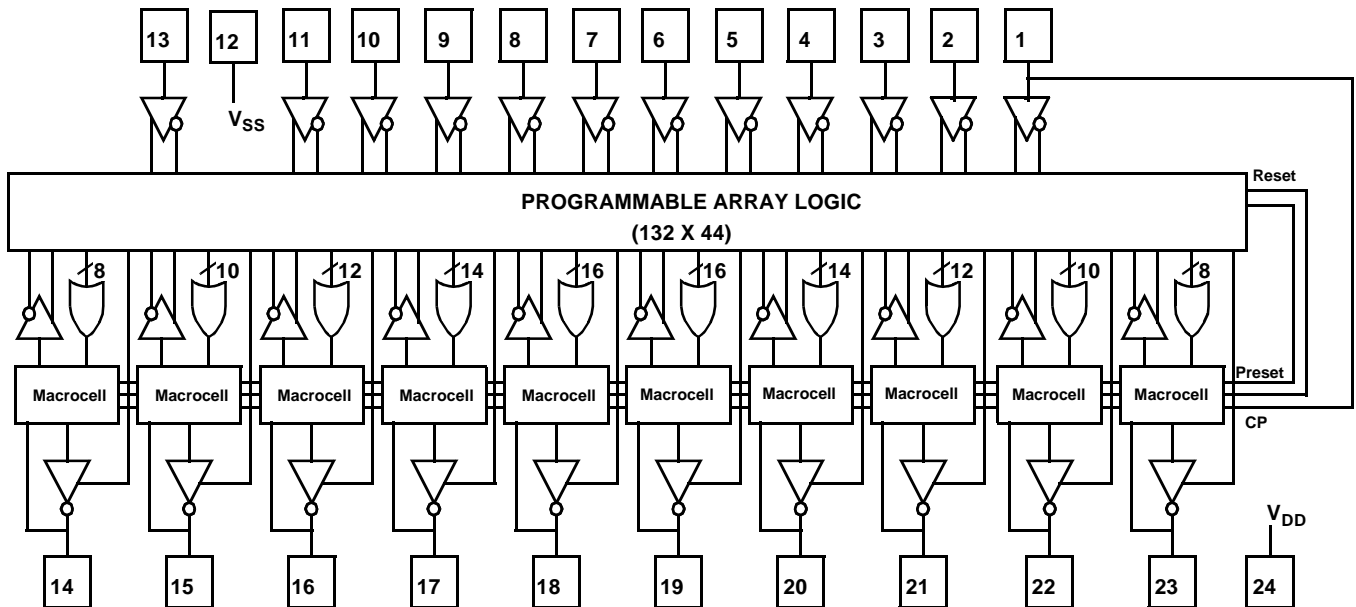 13 12 11 10 9 8 7 6 5 4 3 2 1
VSS
Reset
PROGRAMMABLE ARRAY LOGIC
(132 X 44)
8 10 12 14 16 16 14 12 10 8
Preset
Macrocell Macrocell Macrocell Macrocell Macrocell Macrocell Macrocell Macrocell Macrocell Macrocell
CP
VDD
14 15 16 17 18 19 20 21 22 23 24